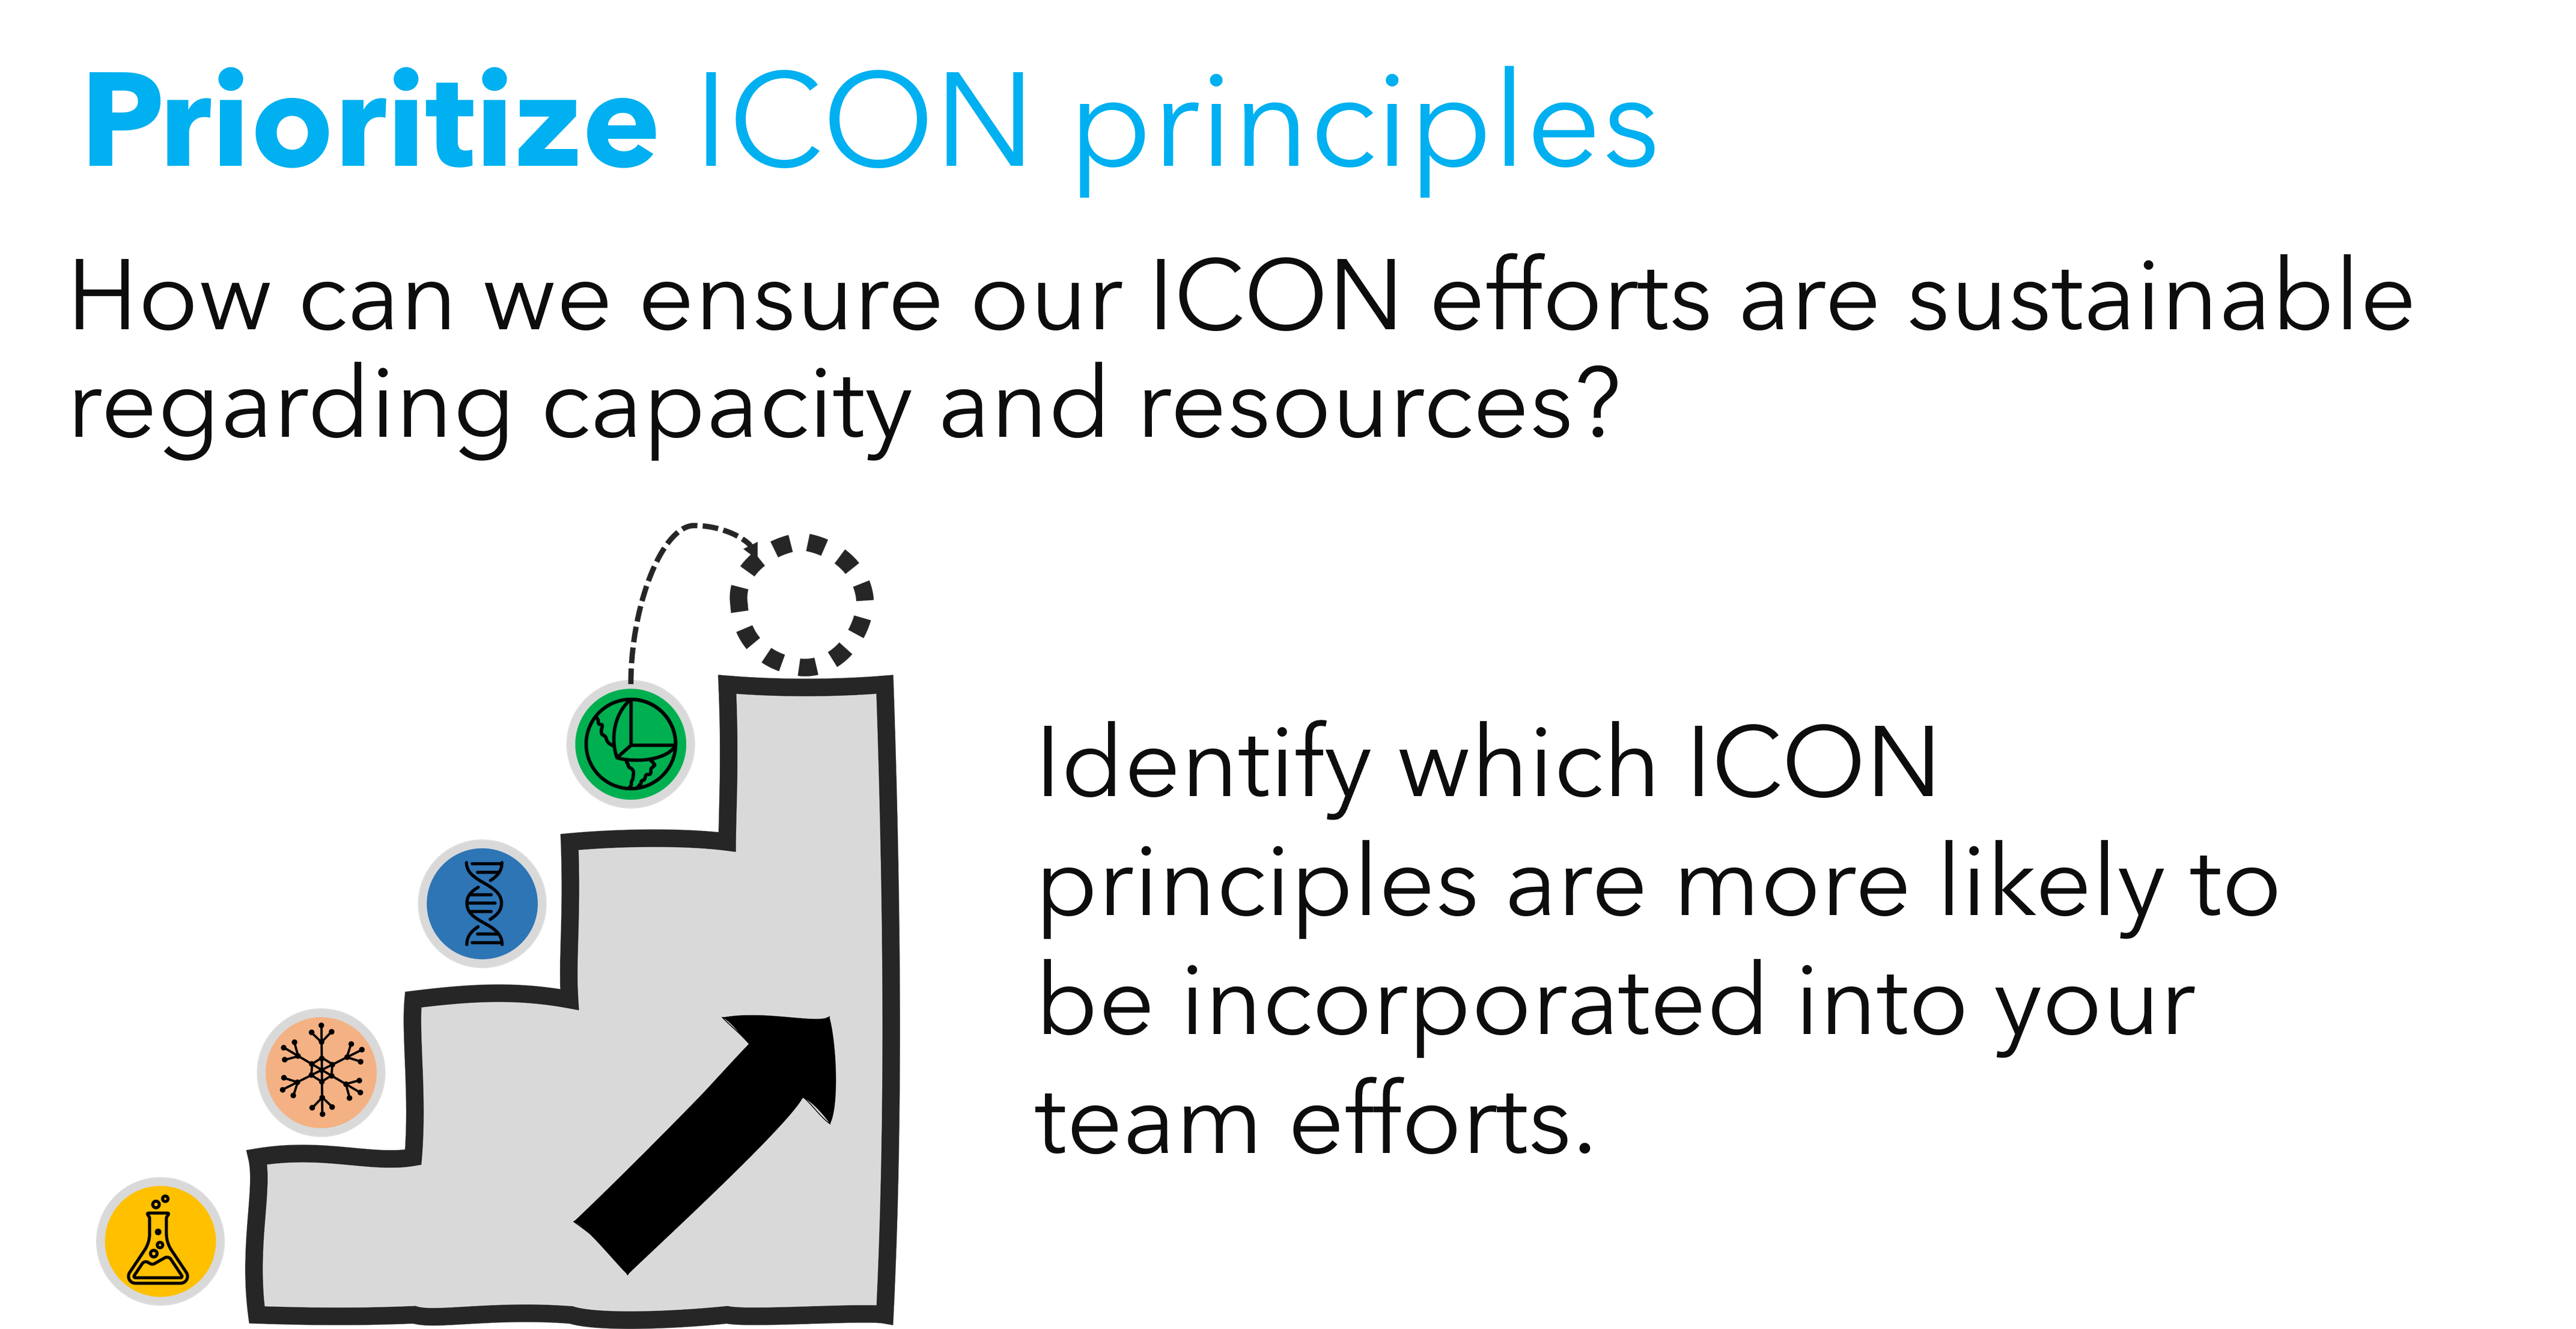 Prioritize ICON principles
How can we ensure our ICON efforts are sustainable
regarding capacity and resources?
Identify which ICON
principles are more likely to
be incorporated into your
team efforts.